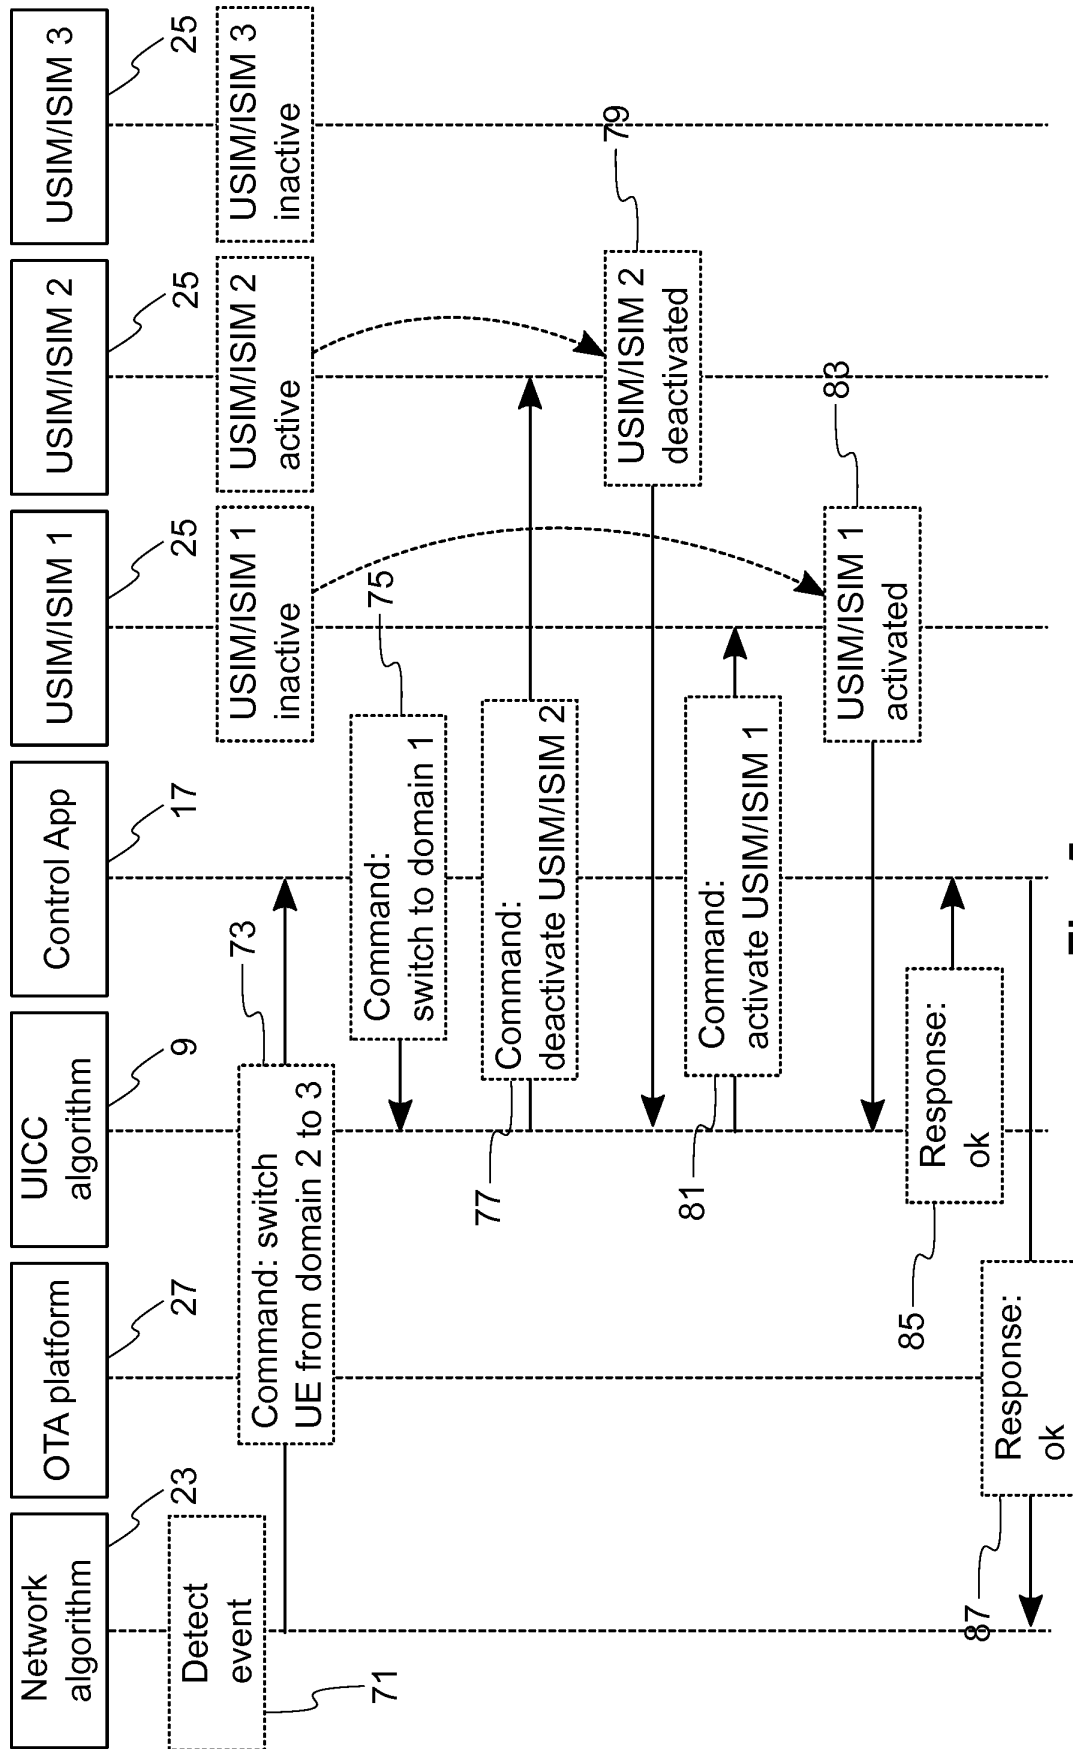 Network
algorithm
23
OTA platform
27
UICC
algorithm
9
Control App
17
USIM/ISIM 1
25
USIM/ISIM 2
25
USIM/ISIM 3
25
Detect
event
71
USIM/ISIM 1
inactive
USIM/ISIM 2
active
USIM/ISIM 3
inactive
Command: switch
UE from domain 2 to 3
73
Command:
switch to domain 1
75
Command:
deactivate USIM/ISIM 2
77
USIM/ISIM 2
deactivated
79
Command:
activate USIM/ISIM 1
81
USIM/ISIM 1
activated
83
Response:
ok
85
Response:
ok
87